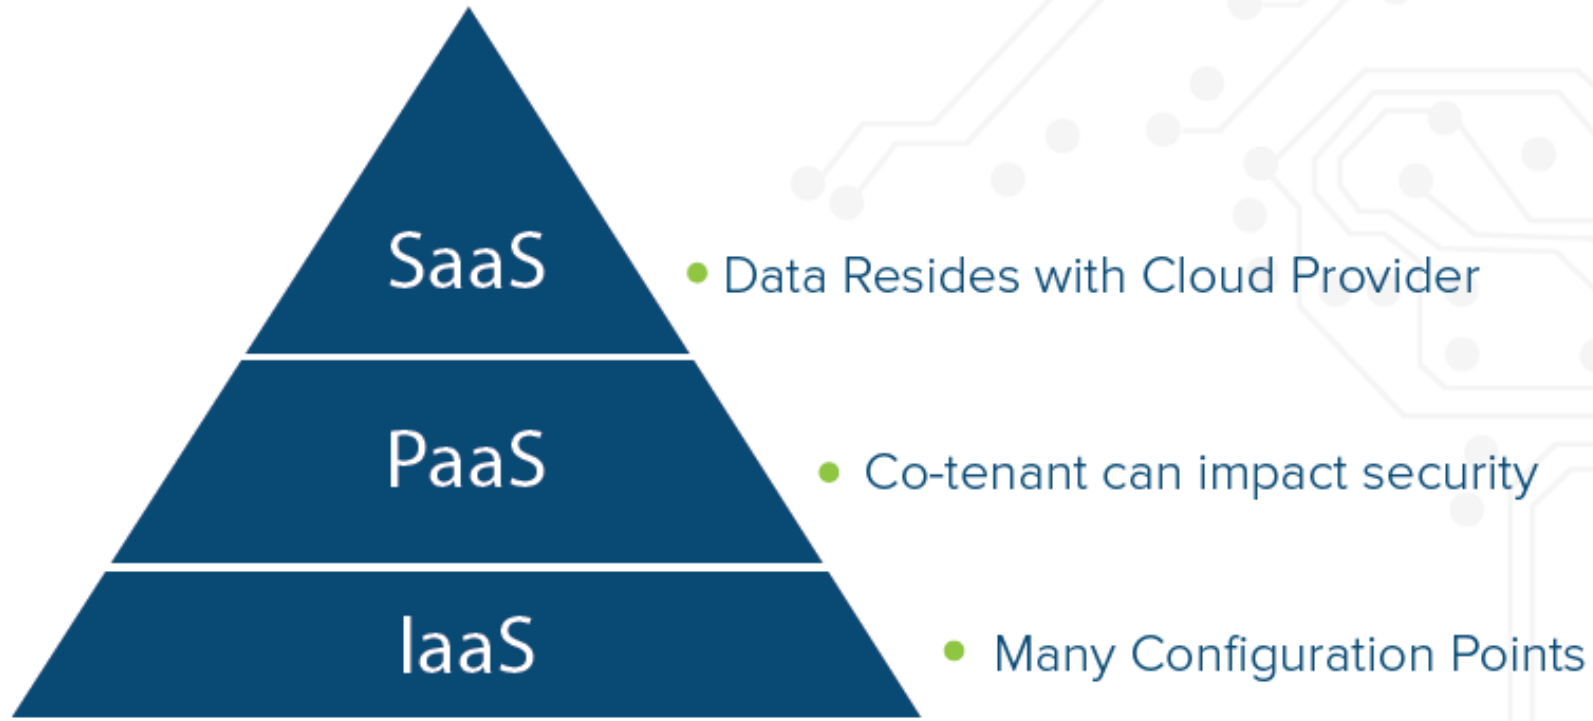 SaaS
• Data Resides with Cloud Provider
PaaS
• Co-tenant can impact security
IaaS
• Many Configuration Points